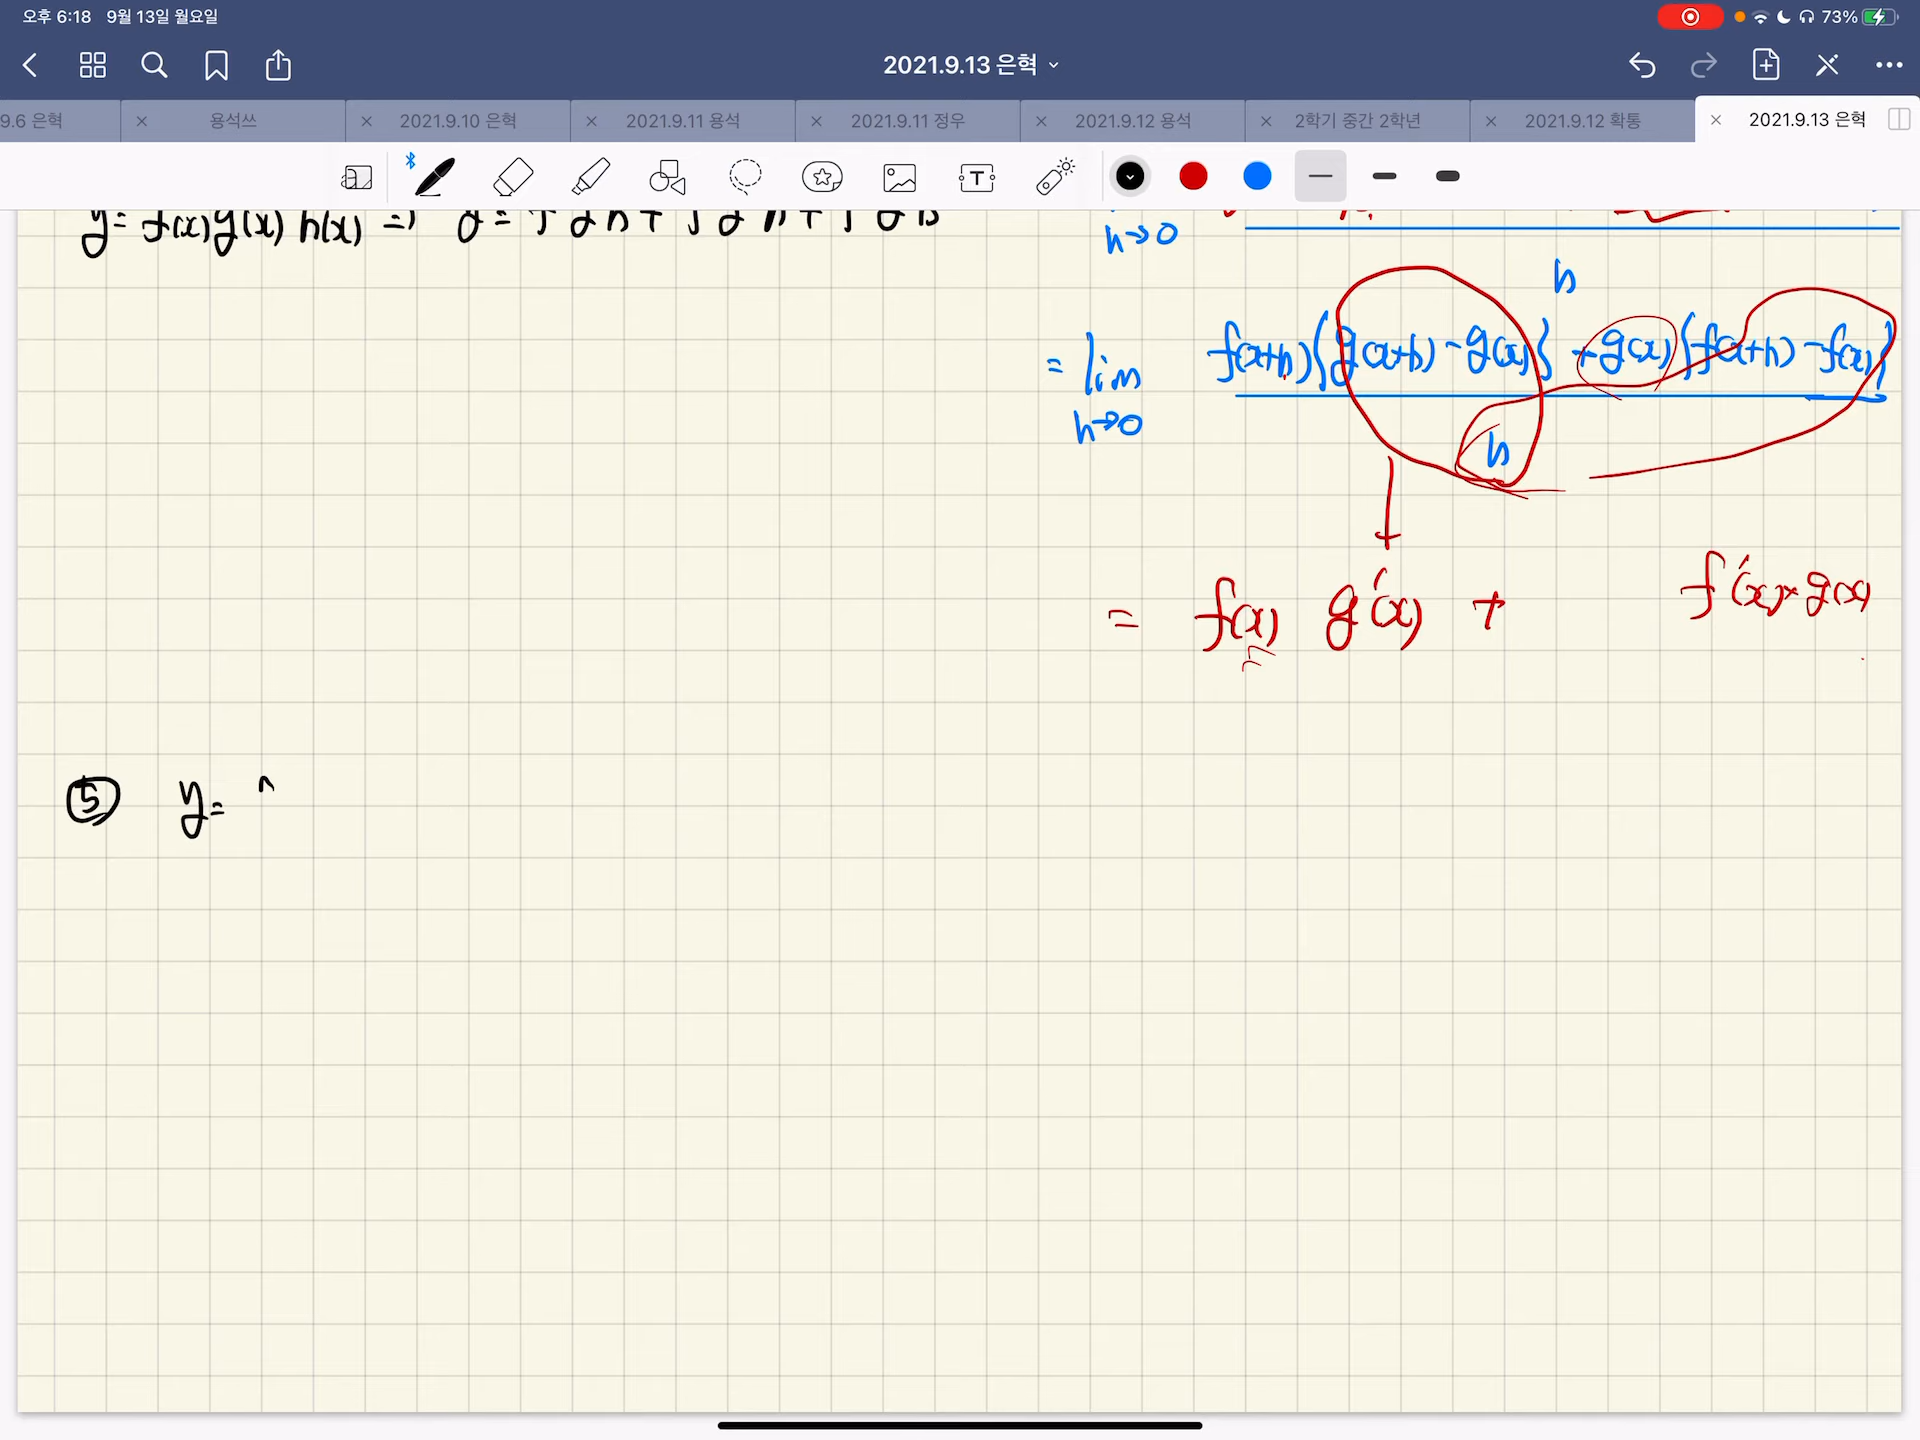 오후 6:18 9월 13일 월요일
73%
2021.9.13 은혁
9.6 은혁
용석쓰
2021.9.10 은혁
2021.9.11 용석
2021.9.11 정우
2021.9.12 용석
2학기 중간 2학년
2021.9.12 확통
2021.9.13 은혁
y= f(x)g(x) h(x) =)
h→0
h
= lim f(x+h){g(x+h)-g(x)} +g(x){f(x+h)-f(x)}
h→0
h
= f(x) g'(x) + f'(x)×g(x)
⑤ y=